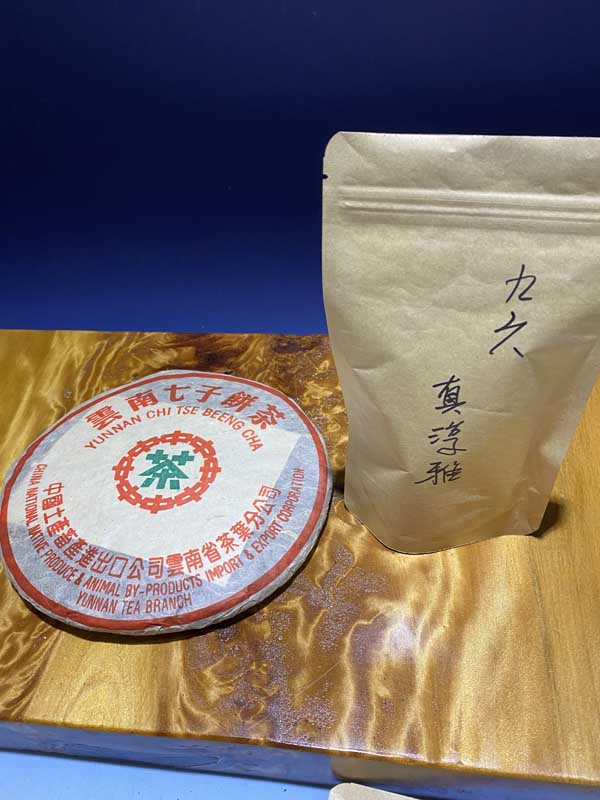 雲南七子餅茶
YUNNAN CHI TSE BEENG CHA
茶
中國土產畜產進出口公司雲南省茶葉分公司
CHINA NATIONAL NATIVE PRODUCE & ANIMAL BY-PRODUCTS IMPORT & EXPORT CORPORATION
YUNNAN TEA BRANCH
九六
真淳雅